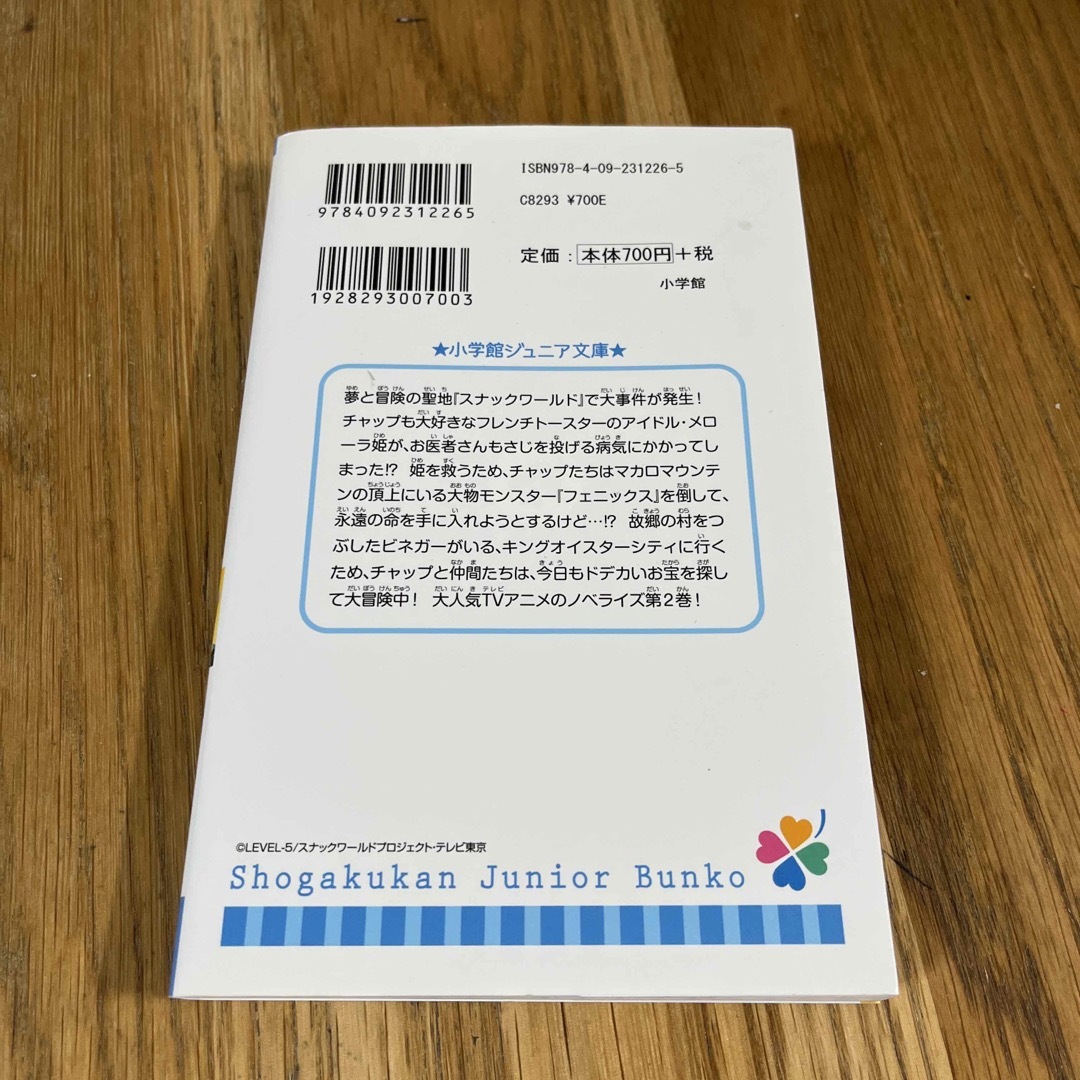 ISBN978-4-09-231226-5
9784092312265
C8293 ¥700E
定価：本体700円＋税
1928293007003
小学館
★小学館ジュニア文庫★
夢と冒険の聖地『スナックワールド』で大事件が発生！
チャップも大好きなフレンチトースターのアイドル・メロ
ーラ姫が、お医者さんもさじを投げる病気にかかってし
まった!?　姫を救うため、チャップたちはマカロマウンテ
ンの頂上にいる大物モンスター『フェニックス』を倒して、
永遠の命を手に入れようとするけど…!?　故郷の村をつ
ぶしたビネガーがいる、キングオイスターシティに行く
ため、チャップと仲間たちは、今日もドデカいお宝を探し
て大冒険中！　大人気TVアニメのノベライズ第2巻！
©LEVEL-5/スナックワールドプロジェクト・テレビ東京
Shogakukan Junior Bunko